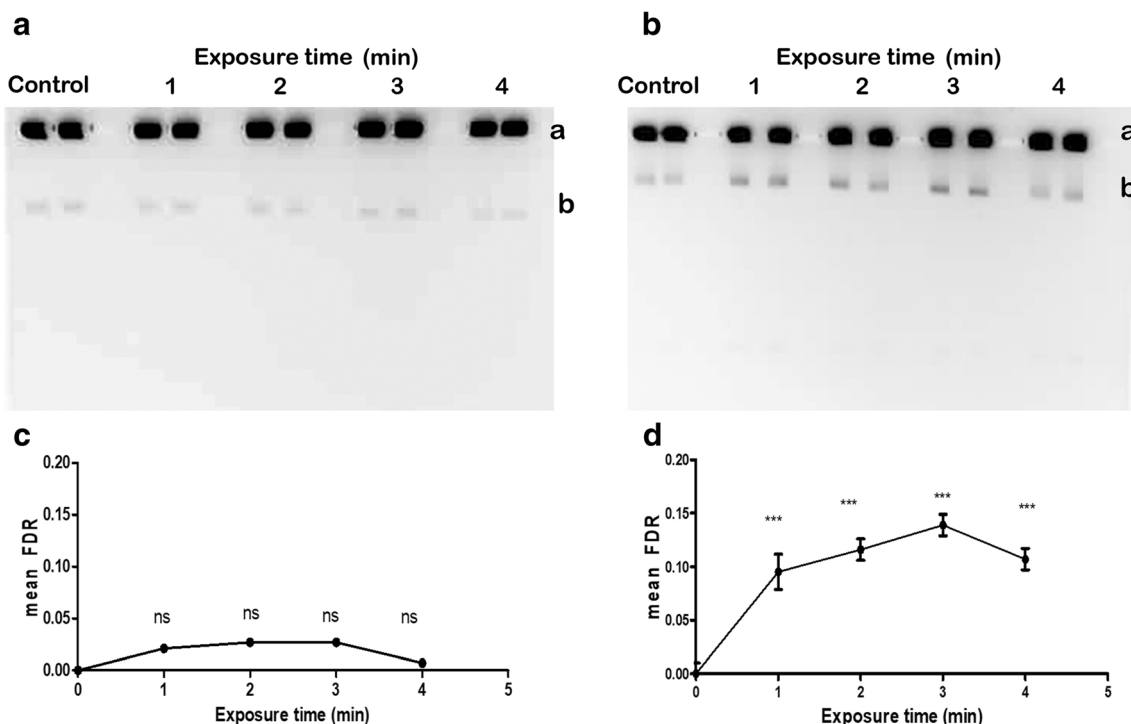 a
Exposure time (min)
Control 1 2 3 4
a
b
b
Exposure time (min)
Control 1 2 3 4
a
b
c
0.20
0.15
0.10
0.05
0.00
mean FDR
ns ns ns ns
0 1 2 3 4 5
Exposure time (min)
d
0.20
0.15
0.10
0.05
0.00
mean FDR
*** *** *** ***
0 1 2 3 4 5
Exposure time (min)